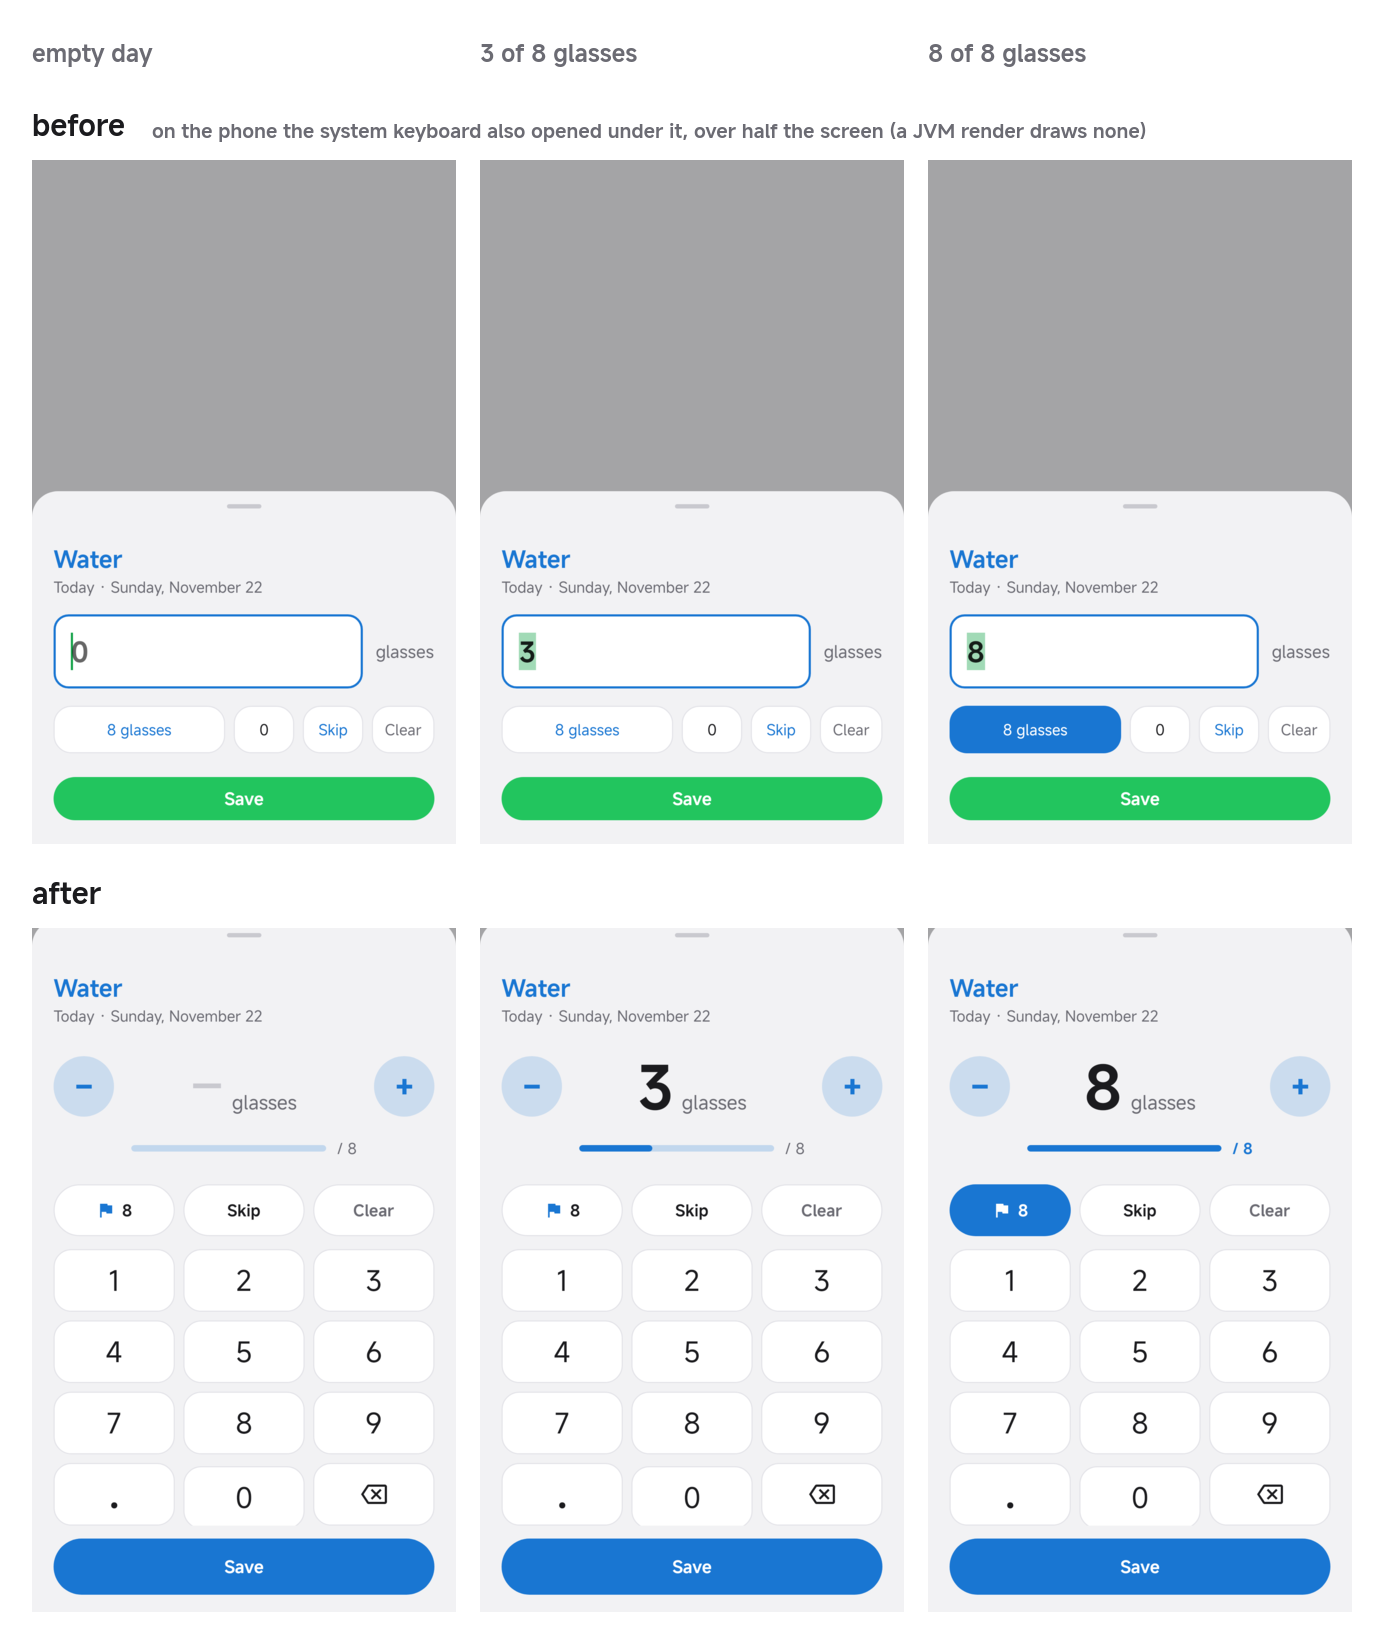 empty day 3 of 8 glasses 8 of 8 glasses
before on the phone the system keyboard also opened under it, over half the screen (a JVM render draws none)
Water
Today · Sunday, November 22
0 glasses
8 glasses 0 Skip Clear
Save
Water
Today · Sunday, November 22
3 glasses
8 glasses 0 Skip Clear
Save
Water
Today · Sunday, November 22
8 glasses
8 glasses 0 Skip Clear
Save
after
Water
Today · Sunday, November 22
− — glasses +
/ 8
8 Skip Clear
1 2 3
4 5 6
7 8 9
. 0
Save
Water
Today · Sunday, November 22
− 3 glasses +
/ 8
8 Skip Clear
1 2 3
4 5 6
7 8 9
. 0
Save
Water
Today · Sunday, November 22
− 8 glasses +
/ 8
8 Skip Clear
1 2 3
4 5 6
7 8 9
. 0
Save